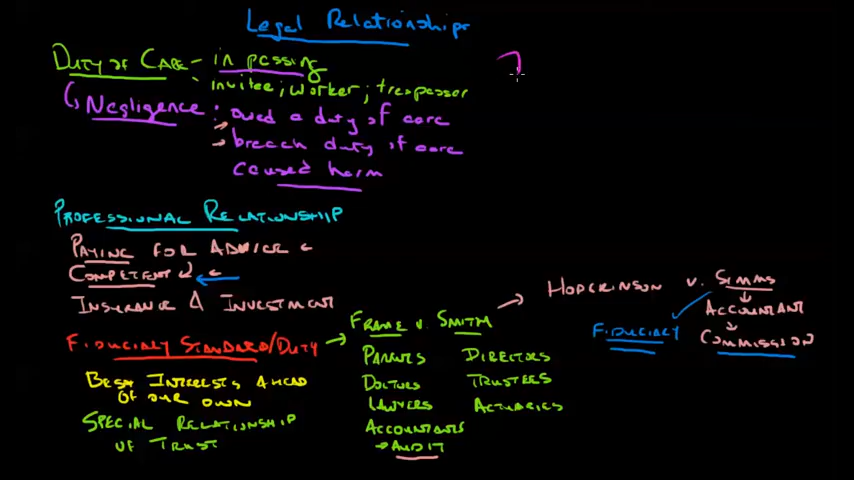 Legal Relationships
Duty of Care - in passing
invitee; worker; trespasser
Negligence : owed a duty of care
breach duty of care
caused harm
PROFESSIONAL RELATIONSHIP
PAYING FOR ADVICE
COMPETENT
INSURANCE Δ INVESTMENT
FIDUCIARY STANDARD/DUTY
BEST INTERESTS AHEAD
OF OUR OWN
SPECIAL RELATIONSHIP
OF TRUST
FRAME v. SMITH
PARENTS DIRECTORS
DOCTORS TRUSTEES
LAWYERS ACTUARIES
ACCOUNTANTS
→ AUDIT
HODGKINSON v. SIMMS
ACCOUNTANT
FIDUCIARY
COMMISSION